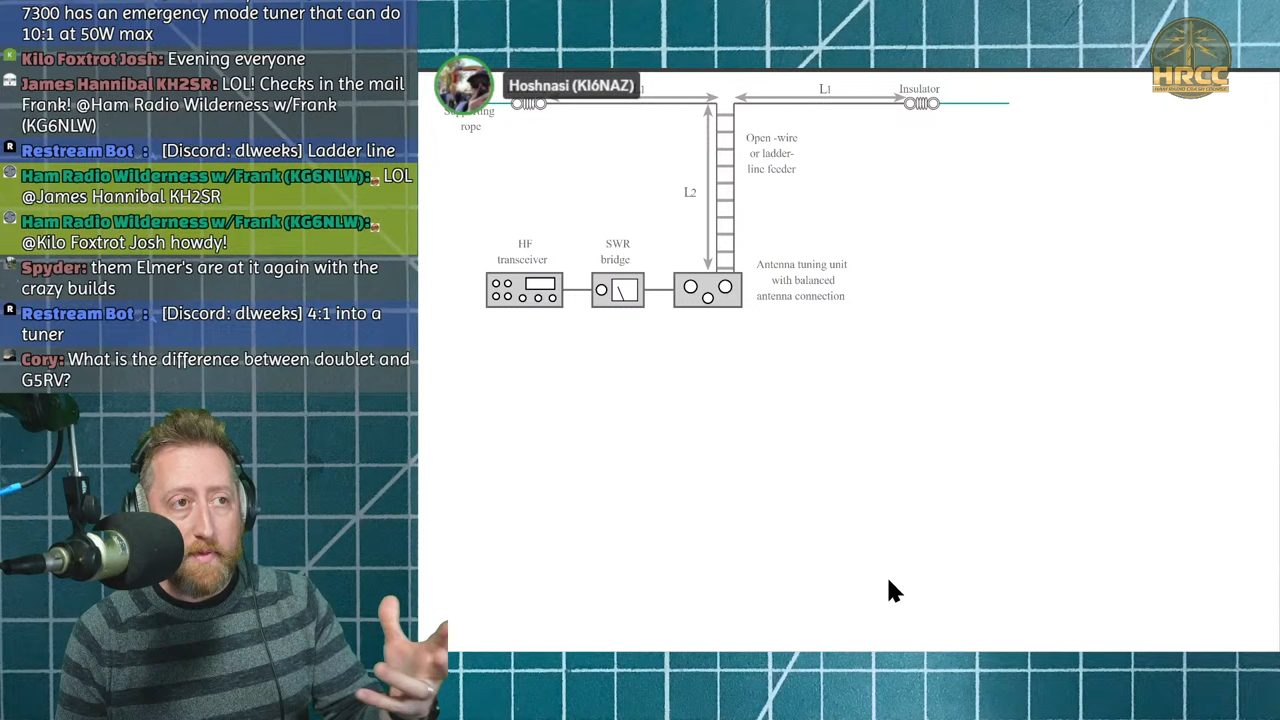 7300 has an emergency mode tuner that can do
10:1 at 50W max
Kilo Foxtrot Josh: Evening everyone
James Hannibal KH2SR: LOL! Checks in the mail
Frank! @Ham Radio Wilderness w/Frank
(KG6NLW)
Restream Bot : [Discord: dlweeks] Ladder line
Ham Radio Wilderness w/Frank (KG6NLW): LOL
@James Hannibal KH2SR
Ham Radio Wilderness w/Frank (KG6NLW):
@Kilo Foxtrot Josh howdy!
Spyder: them Elmer's are at it again with the
crazy builds
Restream Bot : [Discord: dlweeks] 4:1 into a
tuner
Cory: What is the difference between doublet and
G5RV?
Hoshnasi (KI6NAZ)
L1
Insulator
rope
Open -wire
or ladder-
line feeder
L2
HF
transceiver
SWR
bridge
Antenna tuning unit
with balanced
antenna connection
HRCC
HAM RADIO CRASH COURSE